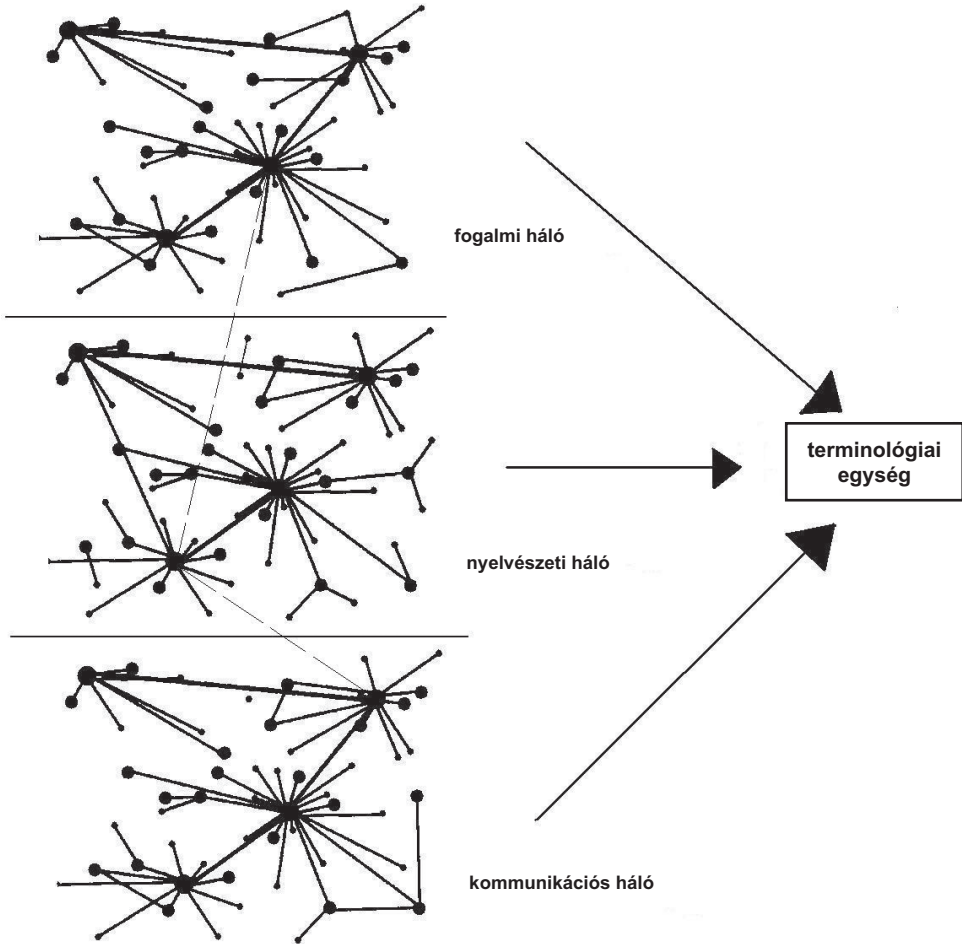 fogalmi háló
terminológiai
egység
nyelvészeti háló
kommunikációs háló